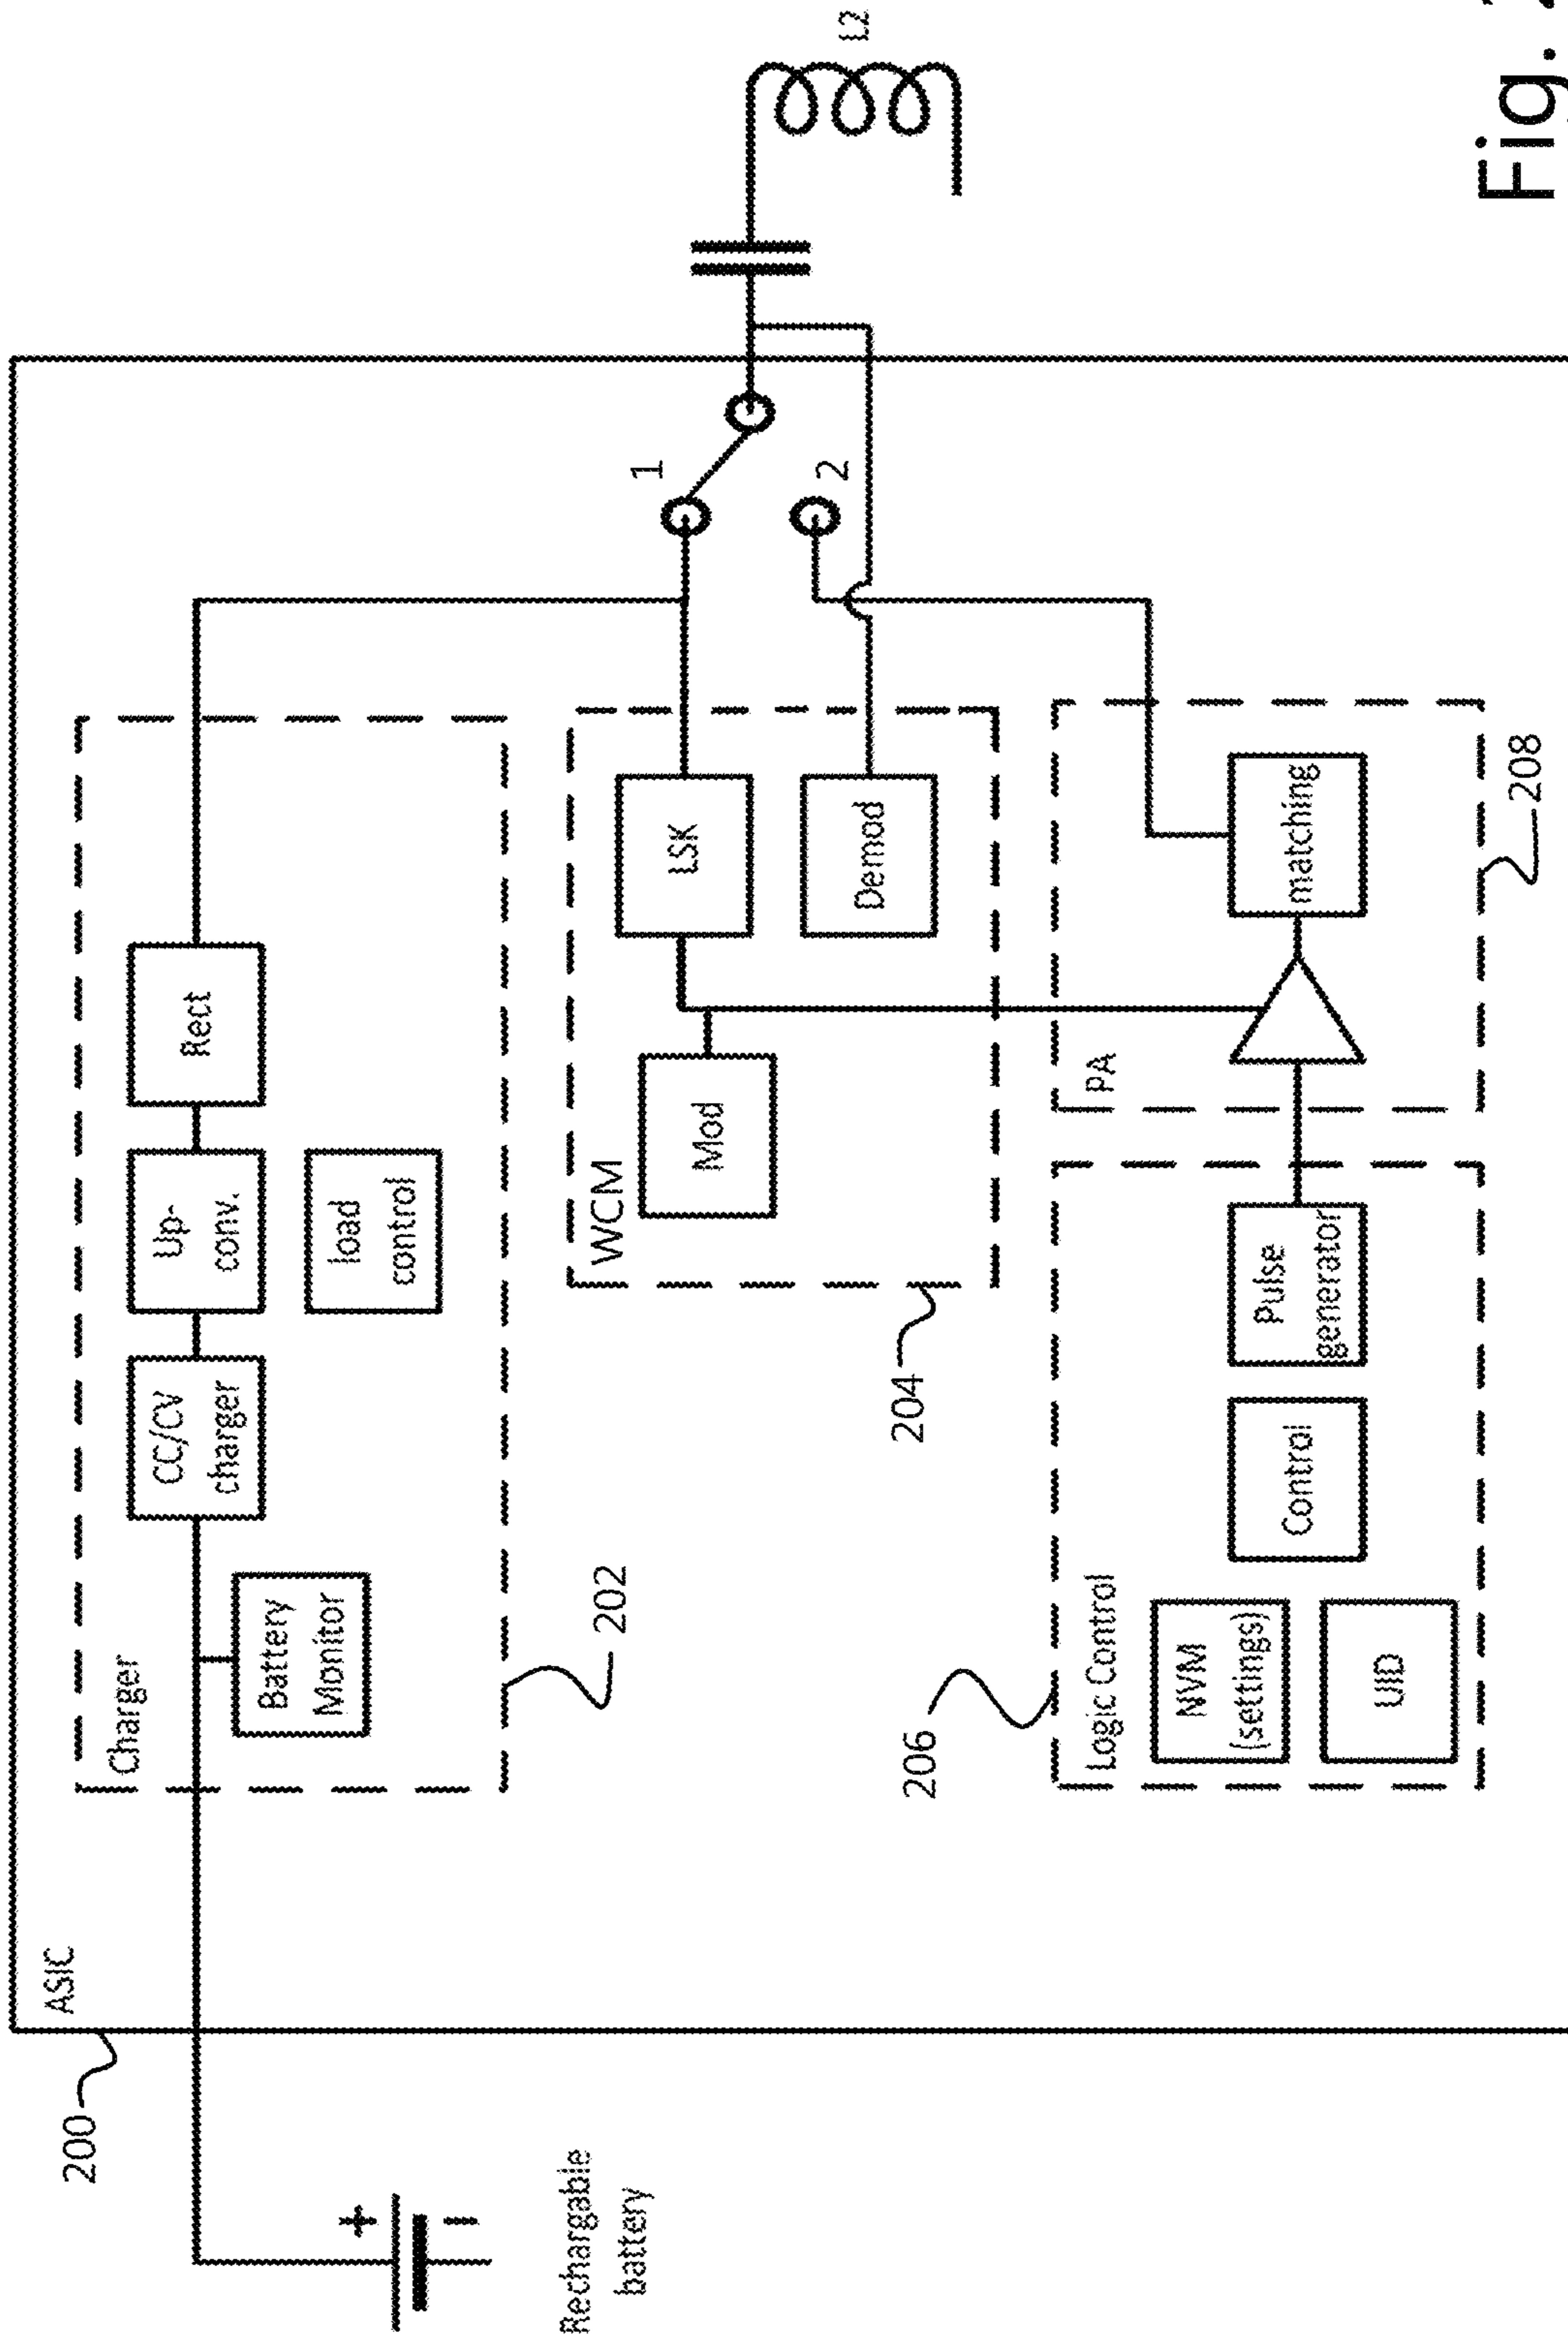 200
ASIC
Charger
Battery
Monitor
CC/CV
charger
Up-
conv.
load
control
Rect
202
Rechargable
battery
+
−
WCM
Mod
LSK
Demod
204
1
2
L2
206
Logic Control
NVM
(settings)
UID
Control
Pulse
generator
PA
matching
208
Fig.